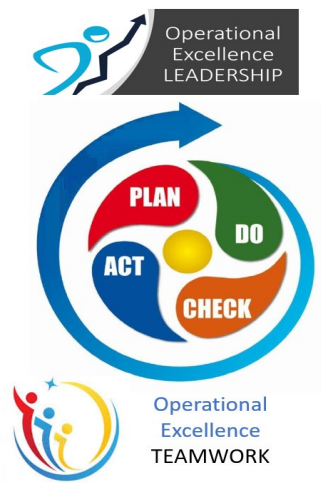 Operational
Excellence
LEADERSHIP
PLAN
DO
ACT
CHECK
Operational
Excellence
TEAMWORK